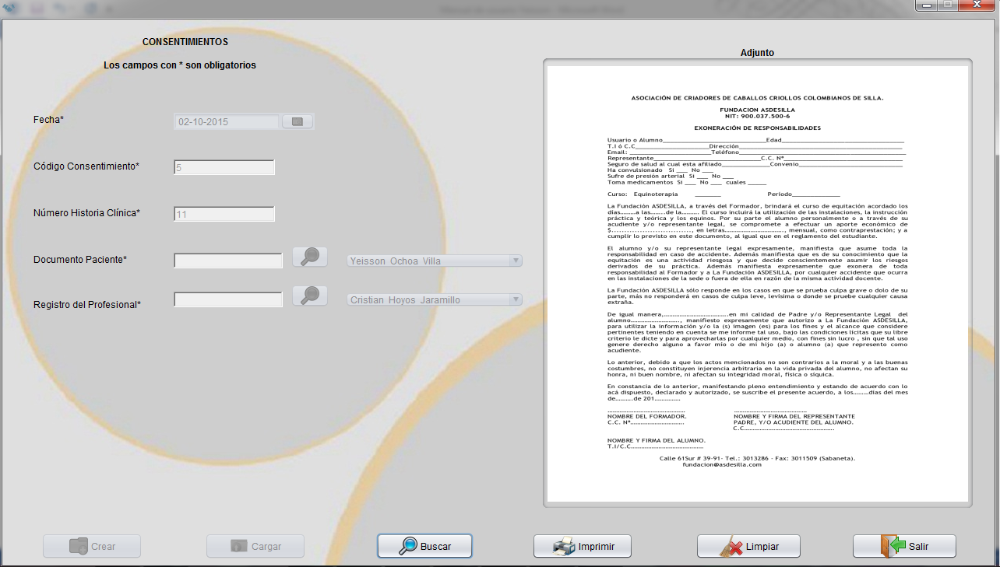 CONSENTIMIENTOS
Los campos con * son obligatorios
Fecha*
02-10-2015
Código Consentimiento*
5
Número Historia Clínica*
11
Documento Paciente*
Yeisson Ochoa Villa
Registro del Profesional*
Cristian Hoyos Jaramillo
Adjunto
ASOCIACIÓN DE CRIADORES DE CABALLOS CRIOLLOS COLOMBIANOS DE SILLA.
FUNDACION ASDESILLA
NIT: 900.037.500-6
EXONERACIÓN DE RESPONSABILIDADES
Usuario o Alumno______________________________Edad___________________________________
T.I ó C.C_____________________Dirección______________________________________________
Email: _______________________Teléfono______________________________________________
Representante______________________________C.C. Nº__________________________________
Seguro de salud al cual esta afiliado_____________Convenio_____________________________
Ha convulsionado Si ___ No ___
Sufre de presión arterial Si ___ No ___
Toma medicamentos Si ___ No ___ cuales _____
Curso: Equinoterapia ________ Período______________
La Fundación ASDESILLA, a través del Formador, brindará el curso de equitación acordado los
días………a las……..de la………. El curso incluirá la utilización de las instalaciones, la instrucción
práctica y teórica y los equinos. Por su parte el alumno personalmente o a través de su
acudiente y/o representante legal, se compromete a efectuar un aporte económico de
$..............................., en letras……………………………, mensual, como contraprestación; y a
cumplir lo previsto en este documento, al igual que en el reglamento del estudiante.
El alumno y/o su representante legal expresamente, manifiesta que asume toda la
responsabilidad en caso de accidente. Además manifiesta que es de su conocimiento que la
equitación es una actividad riesgosa y que decide conscientemente asumir los riesgos
derivados de su práctica. Además manifiesta expresamente que exonera de toda
responsabilidad al Formador y a La Fundación ASDESILLA, por cualquier accidente que ocurra
en las instalaciones de la sede o fuera de ella en razón de la misma actividad docente.
La Fundación ASDESILLA sólo responde en los casos en que se prueba culpa grave o dolo de su
parte, más no responderá en casos de culpa leve, levísima o donde se pruebe cualquier causa
extraña.
De igual manera,………………………………en mi calidad de Padre y/o Representante Legal del
alumno………………………, manifiesto expresamente que autorizo a La Fundación ASDESILLA,
para utilizar la información y/o la (s) imagen (es) para los fines y el alcance que considere
pertinentes teniendo en cuenta se me informe tal uso, bajo las condiciones lícitas que su libre
criterio le dicte y para aprovecharlas por cualquier medio, con fines sin lucro , sin que tal uso
genere derecho alguno a favor mío o de mi hijo (a) o alumno (a) que represento como
acudiente.
Lo anterior, debido a que los actos mencionados no son contrarios a la moral y a las buenas
costumbres, no constituyen injerencia arbitraria en la vida privada del alumno, no afectan su
honra, ni buen nombre, ni afectan su integridad moral, física o síquica.
En constancia de lo anterior, manifestando pleno entendimiento y estando de acuerdo con lo
acá dispuesto, declarado y autorizado, se suscribe el presente acuerdo, a los………días del mes
de………de 201……………
NOMBRE DEL FORMADOR. NOMBRE Y FIRMA DEL REPRESENTANTE
C.C. Nº………………………… PADRE, Y/O ACUDIENTE DEL ALUMNO.
C.C……………………………………………
NOMBRE Y FIRMA DEL ALUMNO.
T.I/C.C……………………………………
Calle 61Sur # 39-91- Tel.: 3013286 - Fax: 3011509 (Sabaneta).
fundacion@asdesilla.com
Crear
Cargar
Buscar
Imprimir
Limpiar
Salir